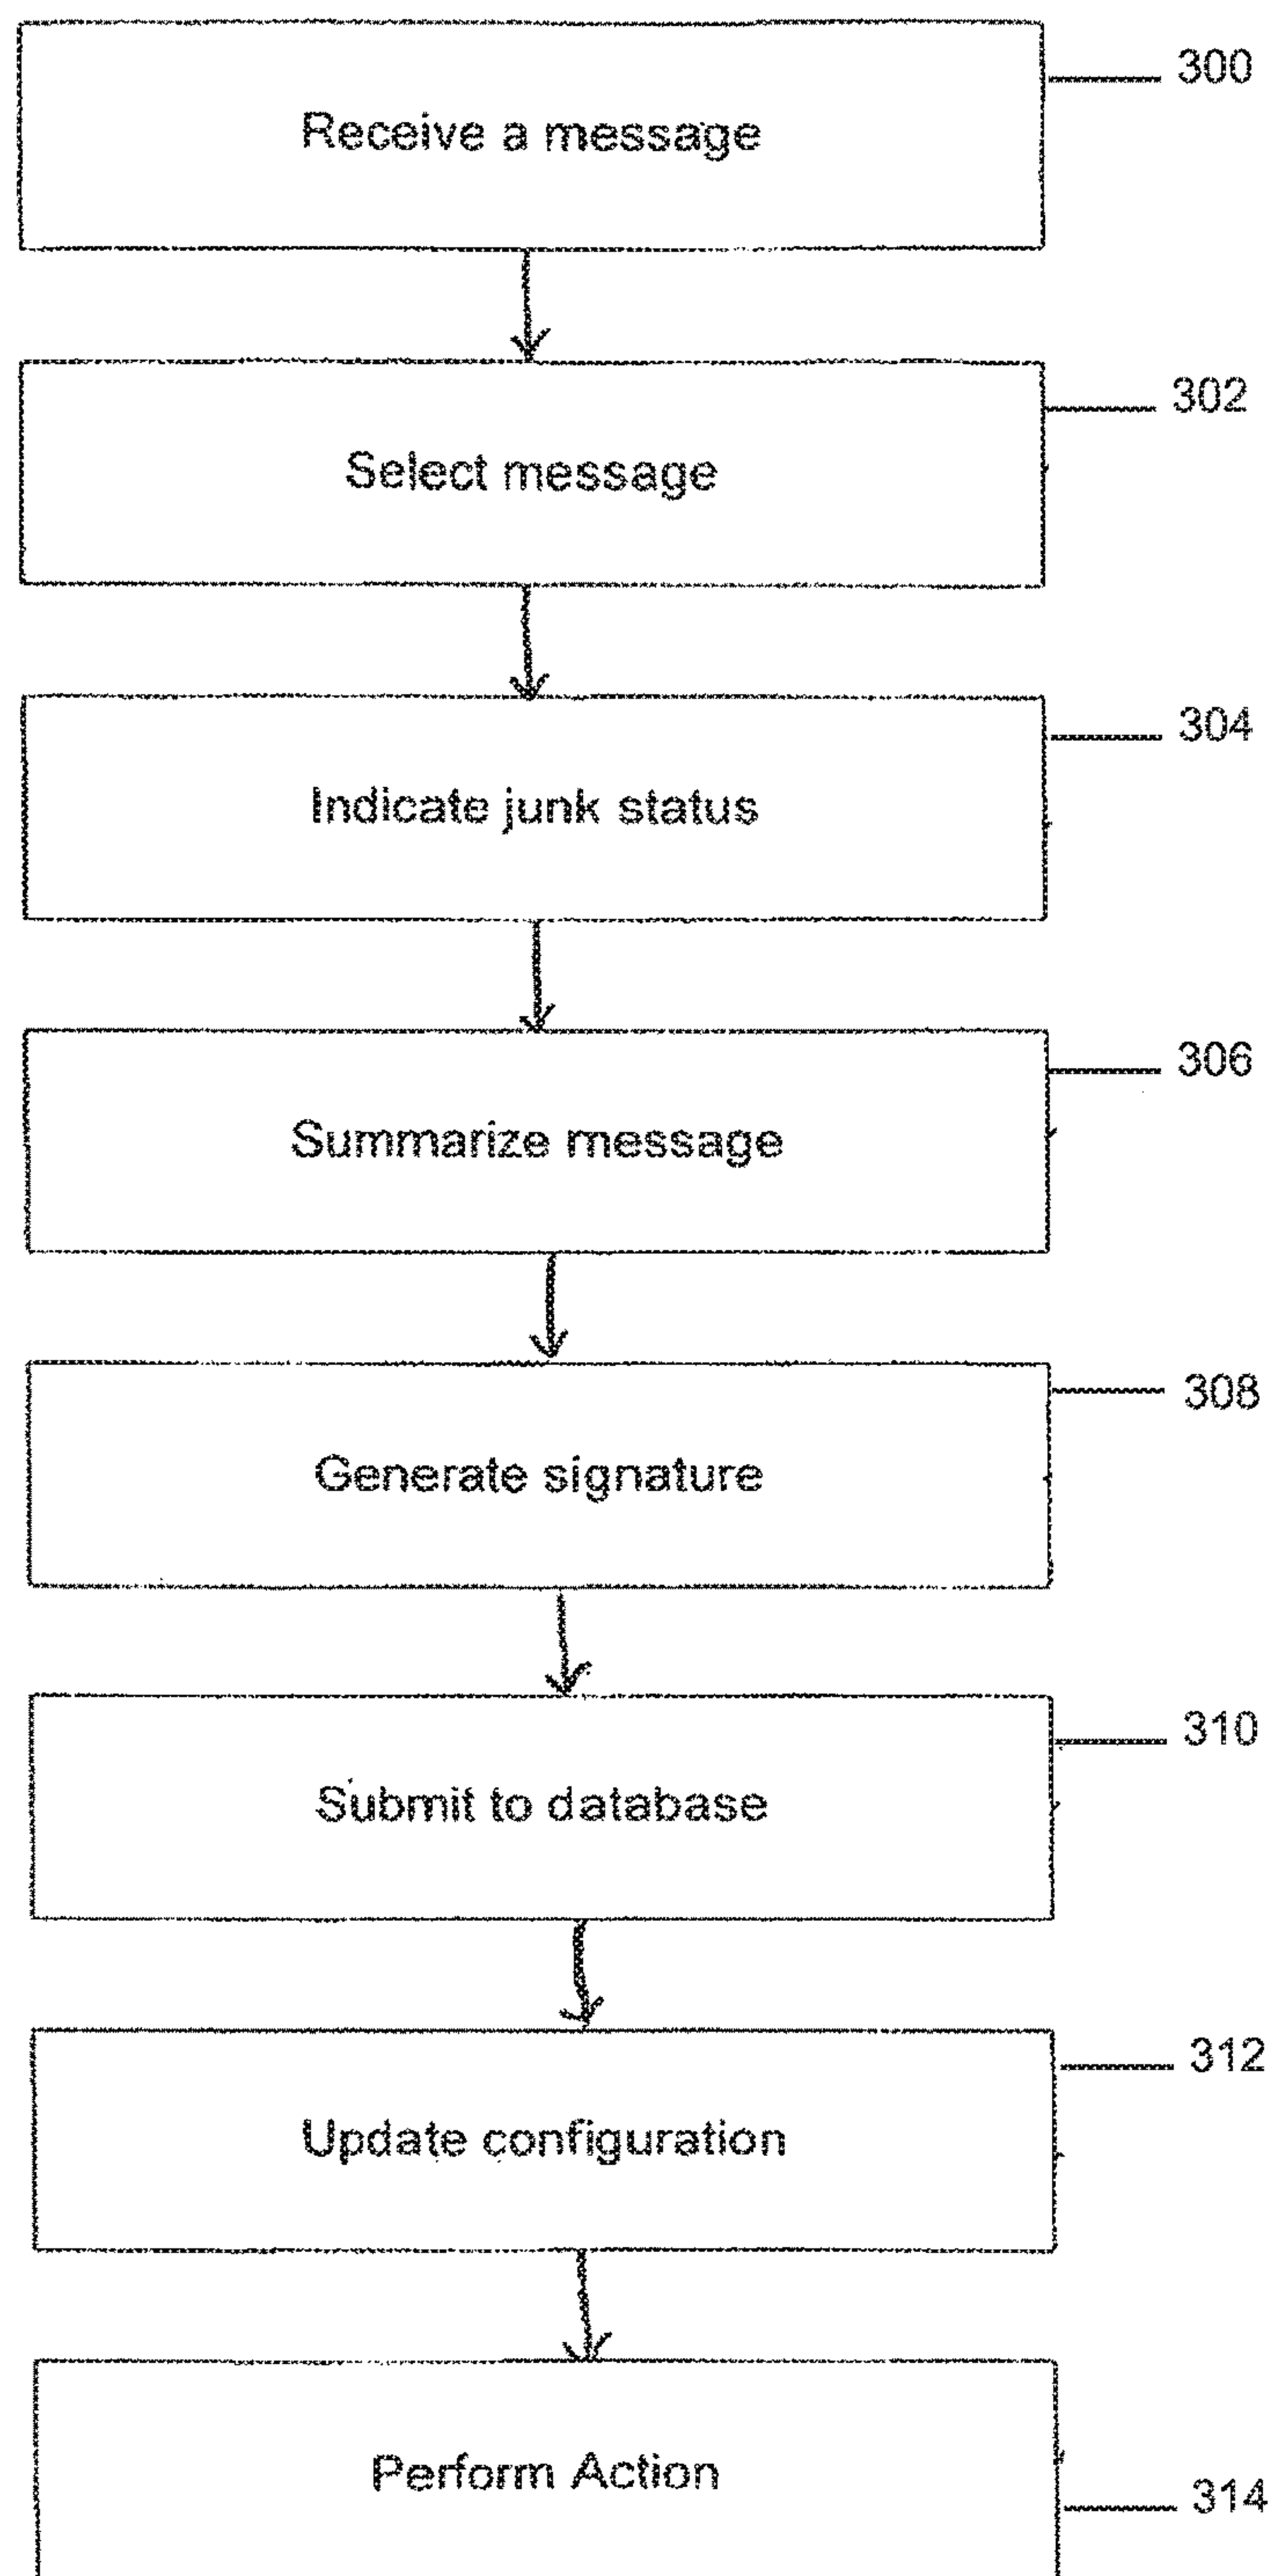 Receive a message
300
Select message
302
Indicate junk status
304
Summarize message
306
Generate signature
308
Submit to database
310
Update configuration
312
Perform Action
314